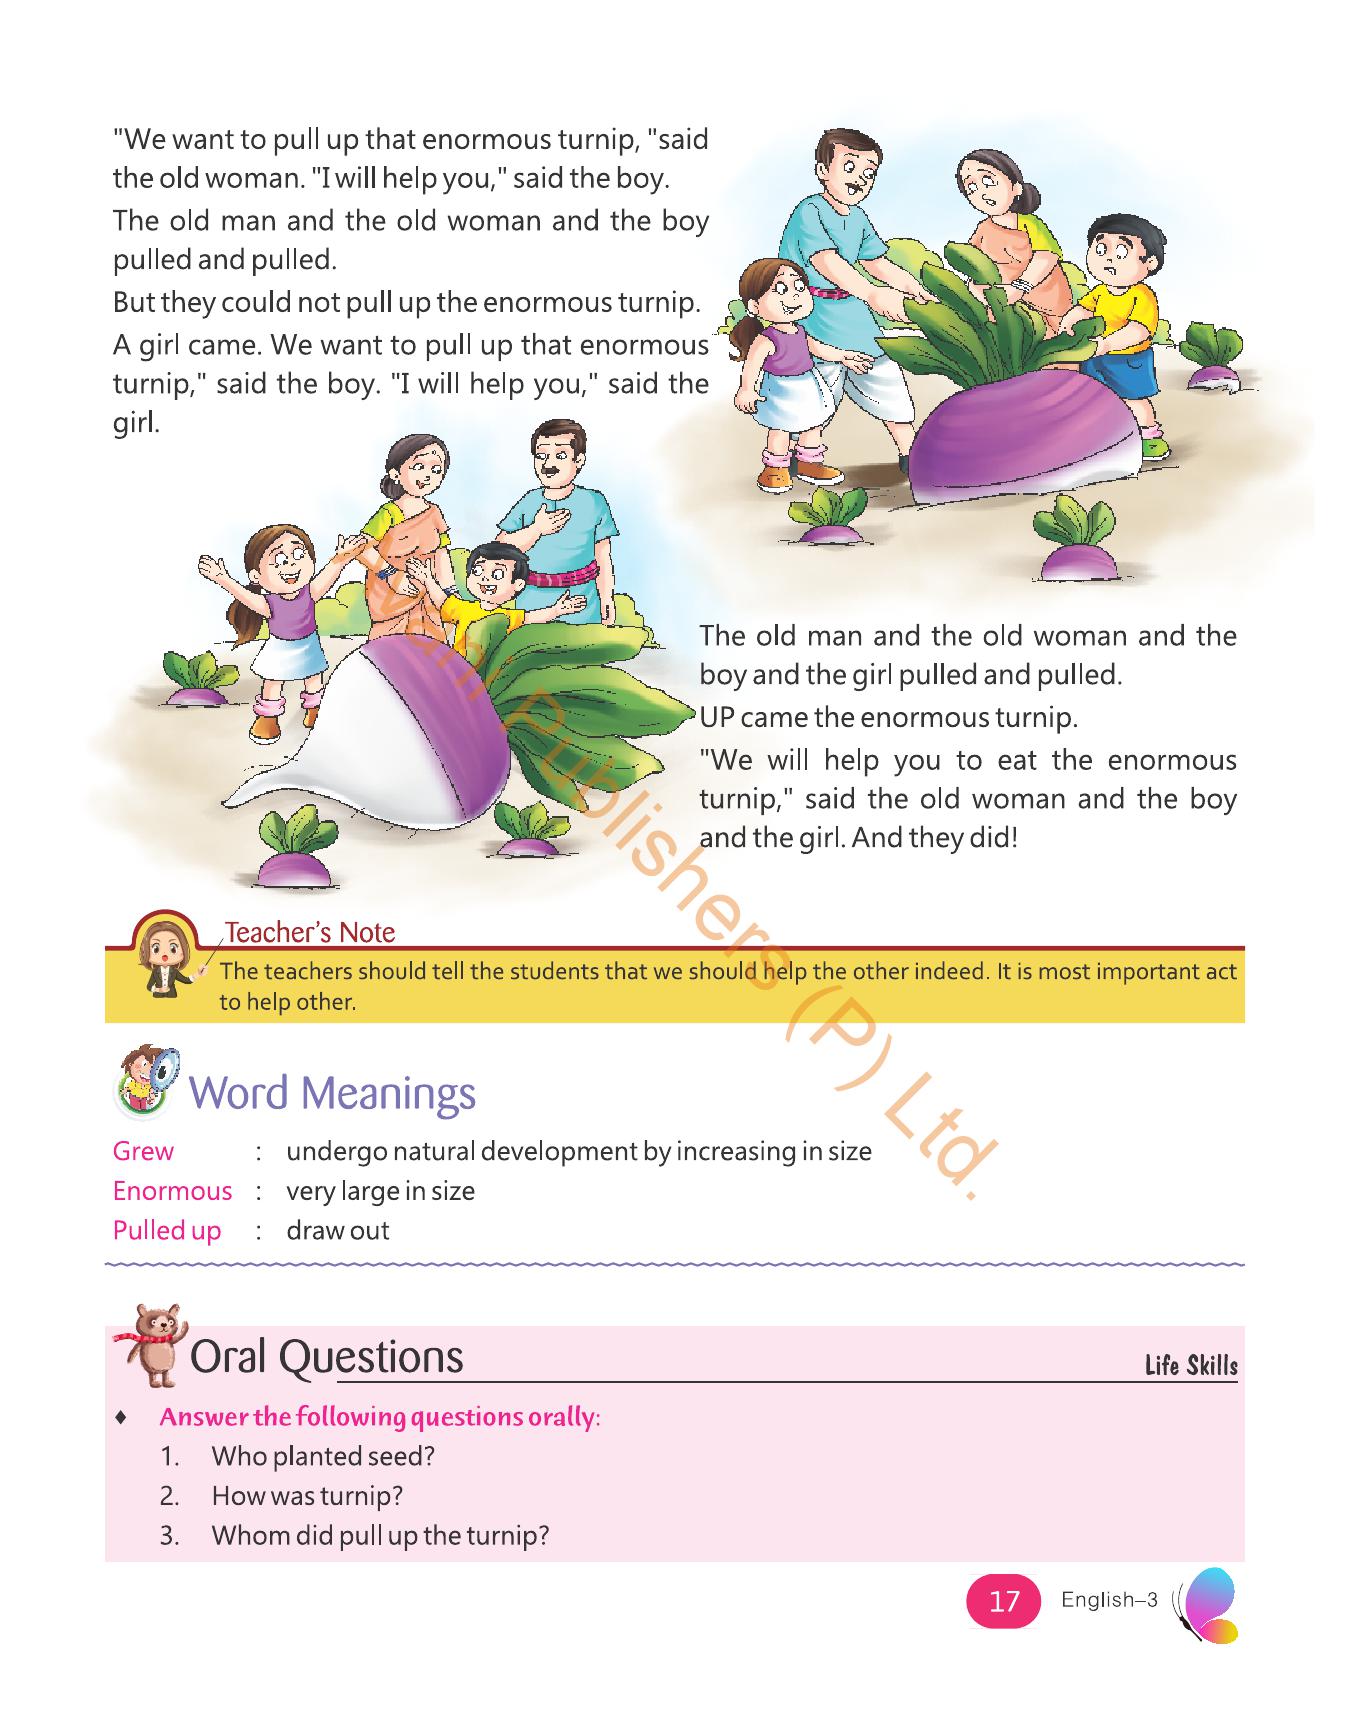 "We want to pull up that enormous turnip, "said
the old woman. "I will help you," said the boy.
The old man and the old woman and the boy
pulled and pulled.
But they could not pull up the enormous turnip.
A girl came. We want to pull up that enormous
turnip," said the boy. "I will help you," said the
girl.
The old man and the old woman and the
boy and the girl pulled and pulled.
UP came the enormous turnip.
"We will help you to eat the enormous
turnip," said the old woman and the boy
and the girl. And they did!
Teacher's Note
The teachers should tell the students that we should help the other indeed. It is most important act
to help other.
Word Meanings
Grew : undergo natural development by increasing in size
Enormous : very large in size
Pulled up : draw out
Oral Questions
Life Skills
♦ Answer the following questions orally:
1. Who planted seed?
2. How was turnip?
3. Whom did pull up the turnip?
17 English–3
Publishers (P) Ltd.